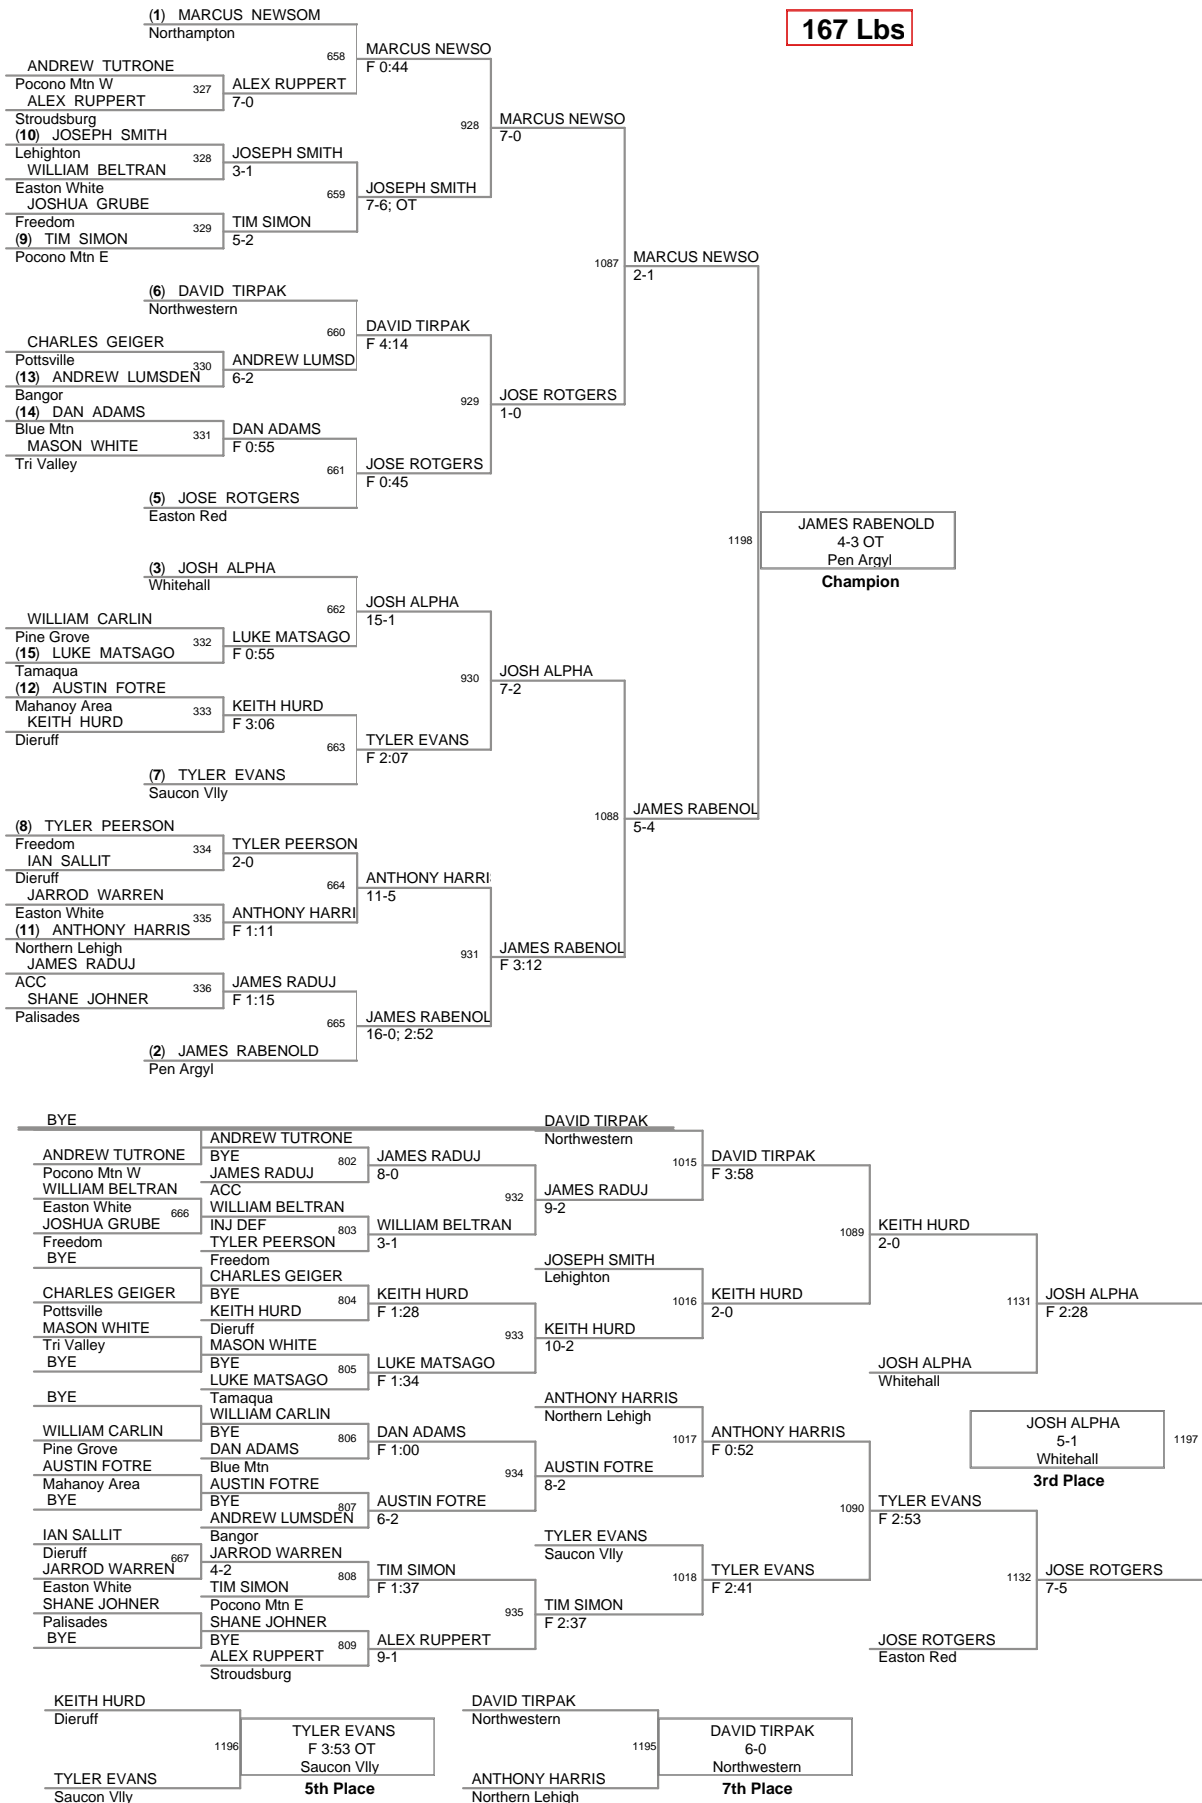 167 Lbs
(1) MARCUS NEWSOM
Northampton
658
MARCUS NEWSO
F 0:44
ANDREW TUTRONE
Pocono Mtn W
327
ALEX RUPPERT
7-0
ALEX RUPPERT
Stroudsburg
928
MARCUS NEWSO
7-0
(10) JOSEPH SMITH
Lehighton
328
JOSEPH SMITH
3-1
WILLIAM BELTRAN
Easton White
659
JOSEPH SMITH
7-6; OT
JOSHUA GRUBE
Freedom
329
TIM SIMON
5-2
(9) TIM SIMON
Pocono Mtn E
1087
MARCUS NEWSO
2-1
(6) DAVID TIRPAK
Northwestern
660
DAVID TIRPAK
F 4:14
CHARLES GEIGER
Pottsville
330
ANDREW LUMSD
6-2
(13) ANDREW LUMSDEN
Bangor
929
JOSE ROTGERS
1-0
(14) DAN ADAMS
Blue Mtn
331
DAN ADAMS
F 0:55
MASON WHITE
Tri Valley
661
JOSE ROTGERS
F 0:45
(5) JOSE ROTGERS
Easton Red
1198
JAMES RABENOLD
4-3 OT
Pen Argyl
Champion
(3) JOSH ALPHA
Whitehall
662
JOSH ALPHA
15-1
WILLIAM CARLIN
Pine Grove
332
LUKE MATSAGO
F 0:55
(15) LUKE MATSAGO
Tamaqua
930
JOSH ALPHA
7-2
(12) AUSTIN FOTRE
Mahanoy Area
333
KEITH HURD
F 3:06
KEITH HURD
Dieruff
663
TYLER EVANS
F 2:07
(7) TYLER EVANS
Saucon Vlly
1088
JAMES RABENOL
5-4
(8) TYLER PEERSON
Freedom
334
TYLER PEERSON
2-0
IAN SALLIT
Dieruff
664
ANTHONY HARRI
11-5
JARROD WARREN
Easton White
335
ANTHONY HARRI
F 1:11
(11) ANTHONY HARRIS
Northern Lehigh
931
JAMES RABENOL
F 3:12
JAMES RADUJ
ACC
336
JAMES RADUJ
F 1:15
SHANE JOHNER
Palisades
665
JAMES RABENOL
16-0; 2:52
(2) JAMES RABENOLD
Pen Argyl
BYE
ANDREW TUTRONE
Pocono Mtn W
WILLIAM BELTRAN
Easton White
666
JOSHUA GRUBE
Freedom
BYE
CHARLES GEIGER
Pottsville
MASON WHITE
Tri Valley
BYE
BYE
WILLIAM CARLIN
Pine Grove
AUSTIN FOTRE
Mahanoy Area
BYE
IAN SALLIT
Dieruff
667
JARROD WARREN
Easton White
SHANE JOHNER
Palisades
BYE
ANDREW TUTRONE
BYE
802
JAMES RADUJ
ACC
WILLIAM BELTRAN
INJ DEF
803
TYLER PEERSON
Freedom
CHARLES GEIGER
BYE
804
KEITH HURD
Dieruff
MASON WHITE
BYE
805
LUKE MATSAGO
Tamaqua
WILLIAM CARLIN
BYE
806
DAN ADAMS
Blue Mtn
AUSTIN FOTRE
BYE
807
ANDREW LUMSDEN
Bangor
JARROD WARREN
4-2
808
TIM SIMON
Pocono Mtn E
SHANE JOHNER
BYE
809
ALEX RUPPERT
Stroudsburg
JAMES RADUJ
8-0
932
WILLIAM BELTRAN
3-1
KEITH HURD
F 1:28
933
LUKE MATSAGO
F 1:34
DAN ADAMS
F 1:00
934
AUSTIN FOTRE
6-2
TIM SIMON
F 1:37
935
ALEX RUPPERT
9-1
DAVID TIRPAK
Northwestern
1015
JAMES RADUJ
9-2
JOSEPH SMITH
Lehighton
1016
KEITH HURD
10-2
ANTHONY HARRIS
Northern Lehigh
1017
AUSTIN FOTRE
8-2
TYLER EVANS
Saucon Vlly
1018
TIM SIMON
F 2:37
DAVID TIRPAK
F 3:58
1089
KEITH HURD
2-0
ANTHONY HARRIS
F 0:52
1090
TYLER EVANS
F 2:41
KEITH HURD
2-0
1131
JOSH ALPHA
Whitehall
TYLER EVANS
F 2:53
1132
JOSE ROTGERS
Easton Red
JOSH ALPHA
F 2:28
JOSH ALPHA
5-1
Whitehall
1197
3rd Place
JOSE ROTGERS
7-5
KEITH HURD
Dieruff
1196
TYLER EVANS
Saucon Vlly
TYLER EVANS
F 3:53 OT
Saucon Vlly
5th Place
DAVID TIRPAK
Northwestern
1195
ANTHONY HARRIS
Northern Lehigh
DAVID TIRPAK
6-0
Northwestern
7th Place